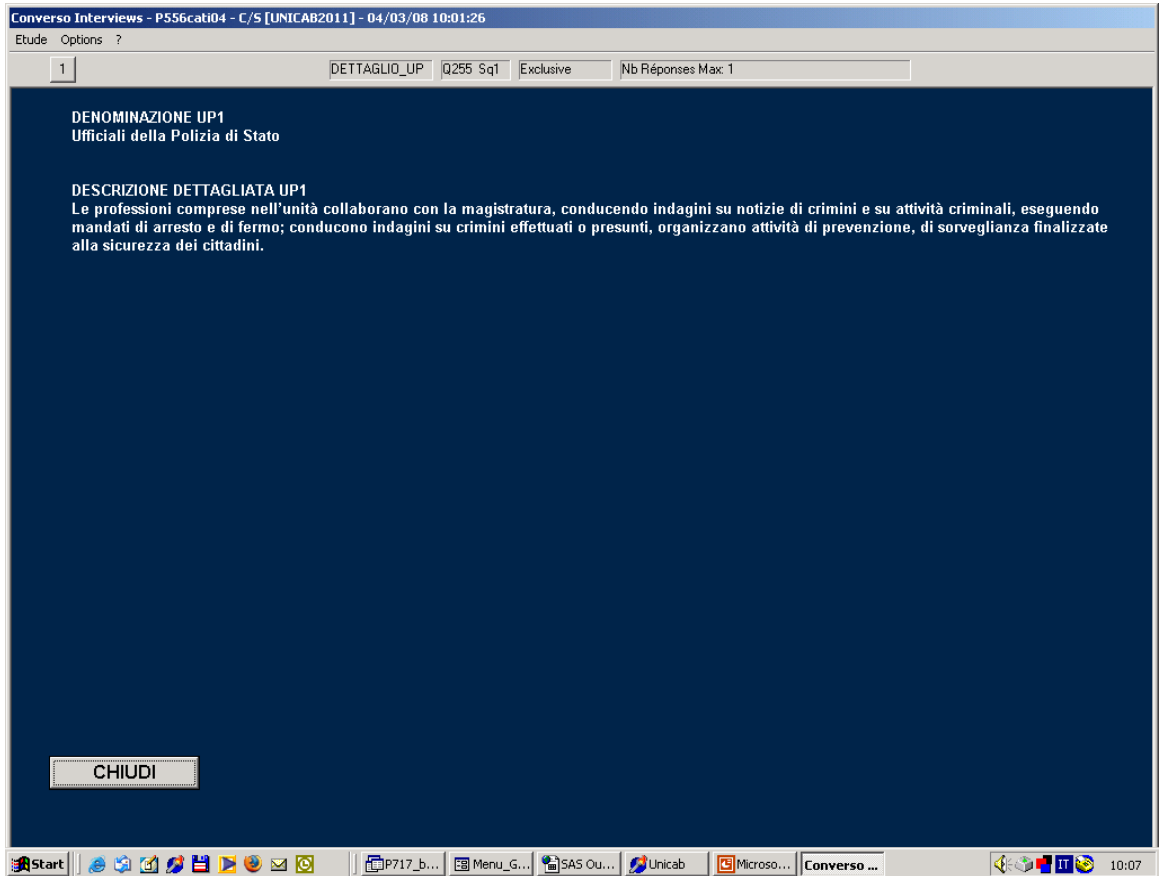 Converso Interviews - P556cati04 - C/S [UNICAB2011] - 04/03/08 10:01:26
Etude Options ?
1 DETTAGLIO_UP Q255 Sq1 Exclusive Nb Réponses Max: 1
DENOMINAZIONE UP1
Ufficiali della Polizia di Stato
DESCRIZIONE DETTAGLIATA UP1
Le professioni comprese nell'unità collaborano con la magistratura, conducendo indagini su notizie di crimini e su attività criminali, eseguendo
mandati di arresto e di fermo; conducono indagini su crimini effettuati o presunti, organizzano attività di prevenzione, di sorveglianza finalizzate
alla sicurezza dei cittadini.
CHIUDI
Start P717_b... Menu_G... SAS Ou... Unicab Microso... Converso ... IT 10:07